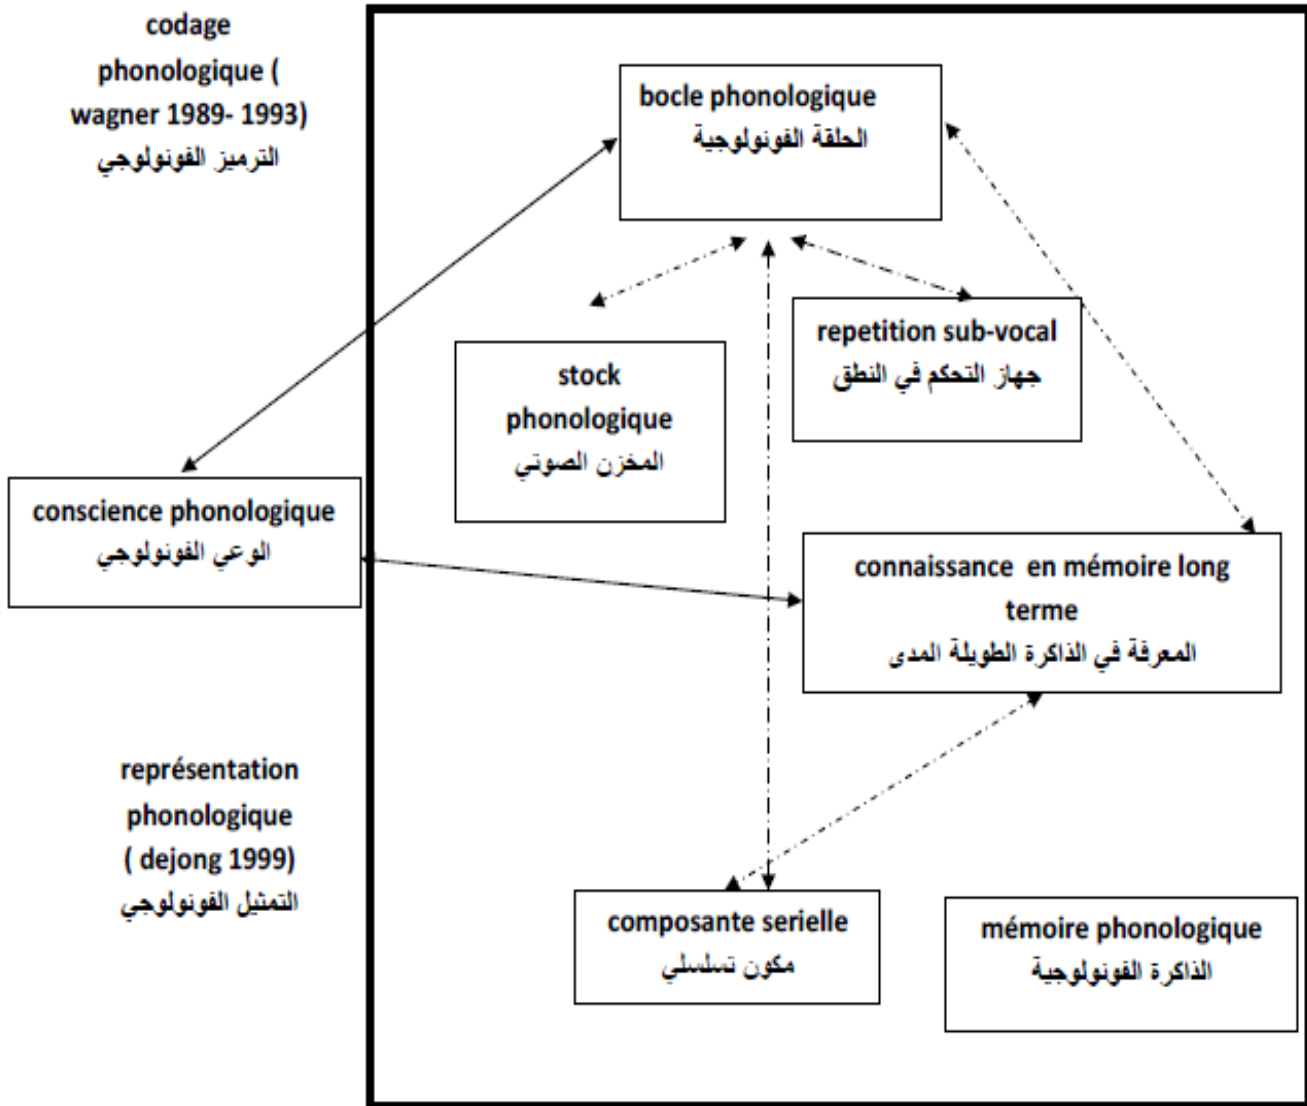 codage
phonologique (
wagner 1989- 1993)
الترميز الفونولوجي
bocle phonologique
الحلقة الفونولوجية
repetition sub-vocal
جهاز التحكم في النطق
stock
phonologique
المخزن الصوتي
conscience phonologique
الوعي الفونولوجي
connaissance en mémoire long
terme
المعرفة في الذاكرة الطويلة المدى
représentation
phonologique
( dejong 1999)
التمثيل الفونولوجي
composante serielle
مكون تسلسلي
mémoire phonologique
الذاكرة الفونولوجية